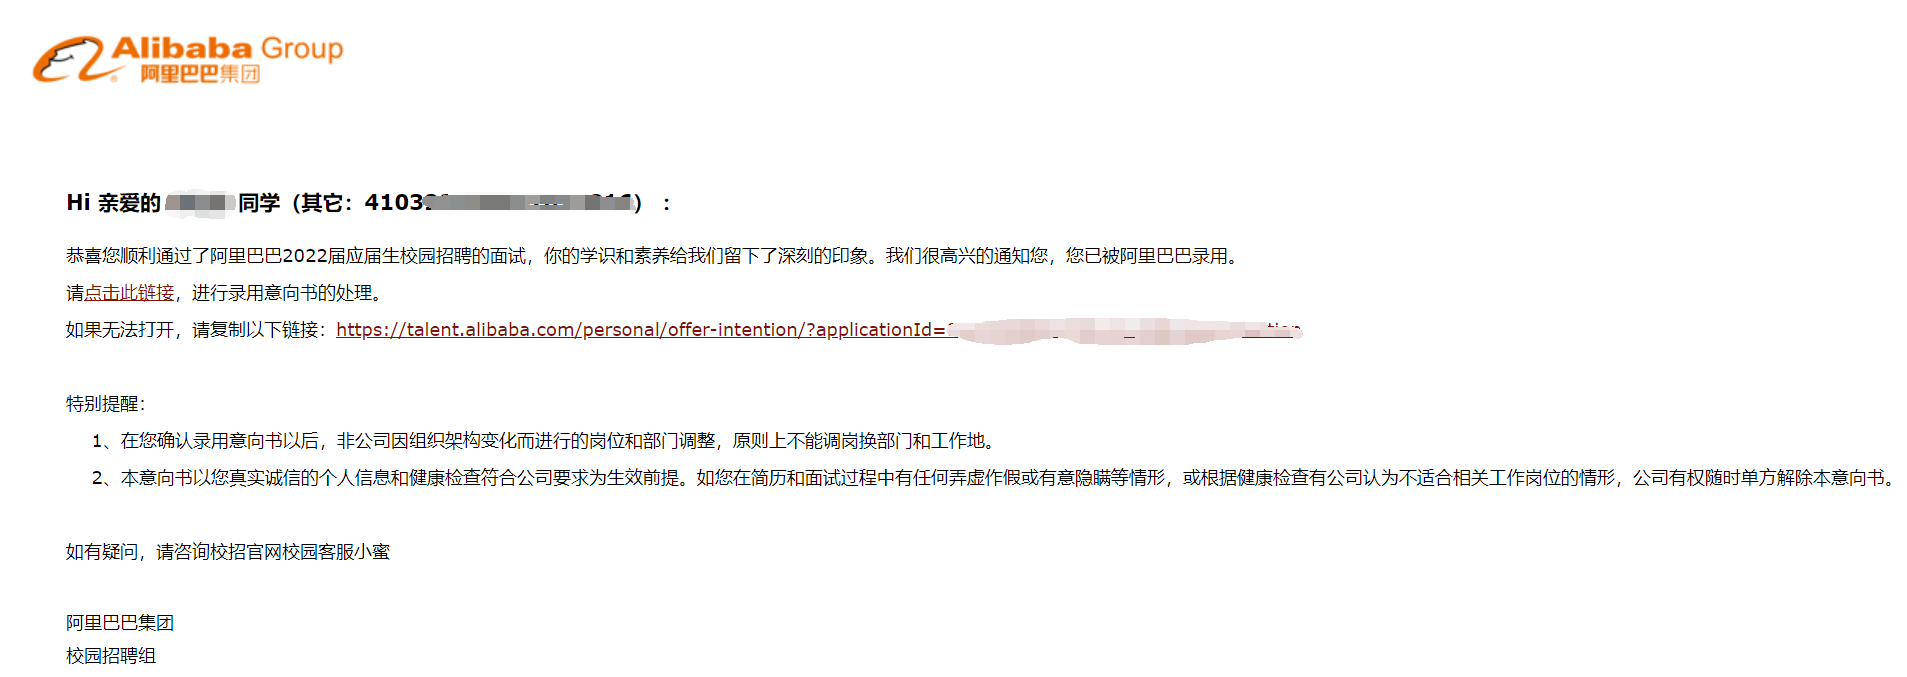 Alibaba Group
阿里巴巴集团
Hi 亲爱的 同学（其它：4103 ）：
恭喜您顺利通过了阿里巴巴2022届应届生校园招聘的面试，你的学识和素养给我们留下了深刻的印象。我们很高兴的通知您，您已被阿里巴巴录用。
请点击此链接，进行录用意向书的处理。
如果无法打开，请复制以下链接：https://talent.alibaba.com/personal/offer-intention/?applicationId=
特别提醒：
1、在您确认录用意向书以后，非公司因组织架构变化而进行的岗位和部门调整，原则上不能调岗换部门和工作地。
2、本意向书以您真实诚信的个人信息和健康检查符合公司要求为生效前提。如您在简历和面试过程中有任何弄虚作假或有意隐瞒等情形，或根据健康检查有公司认为不适合相关工作岗位的情形，公司有权随时单方解除本意向书。
如有疑问，请咨询校招官网校园客服小蜜
阿里巴巴集团
校园招聘组